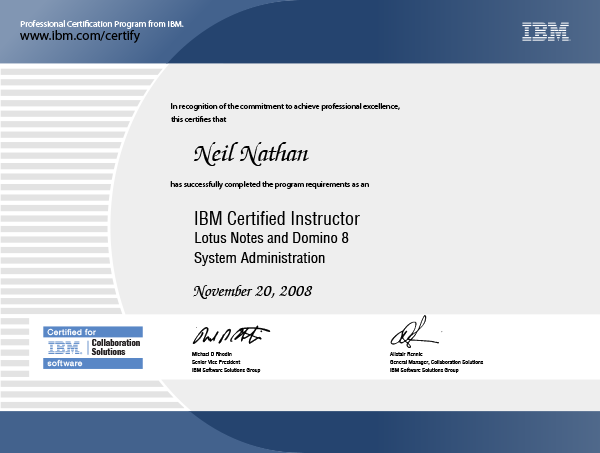 Professional Certification Program from IBM.
www.ibm.com/certify
IBM
In recognition of the commitment to achieve professional excellence,
this certifies that
Neil Nathan
has successfully completed the program requirements as an
IBM Certified Instructor
Lotus Notes and Domino 8
System Administration
November 20, 2008
Certified for
IBM. Collaboration
Solutions
software
Michael D Rhodin
Senior Vice President
IBM Software Solutions Group
Alistair Rennie
General Manager, Collaboration Solutions
IBM Software Solutions Group